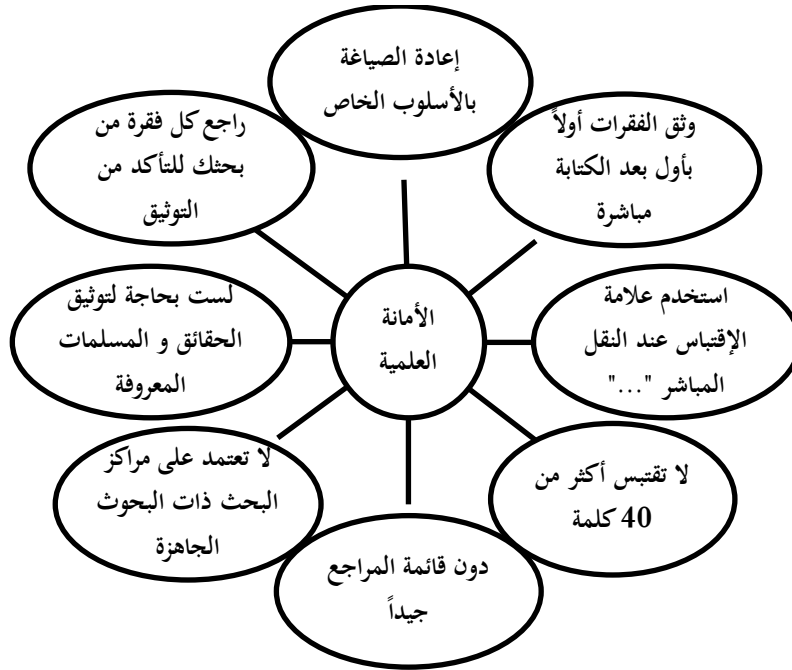 إعادة الصياغة
بالأسلوب الخاص
وثق الفقرات أولاً
بأول بعد الكتابة
مباشرة
راجع كل فقرة من
بحثك للتأكد من
التوثيق
استخدم علامة
الإقتباس عند النقل
المباشر "..."
الأمانة
العلمية
لست بحاجة لتوثيق
الحقائق و المسلمات
المعروفة
لا تقتبس أكثر من
40 كلمة
لا تعتمد على مراكز
البحث ذات البحوث
الجاهزة
دون قائمة المراجع
جيداً